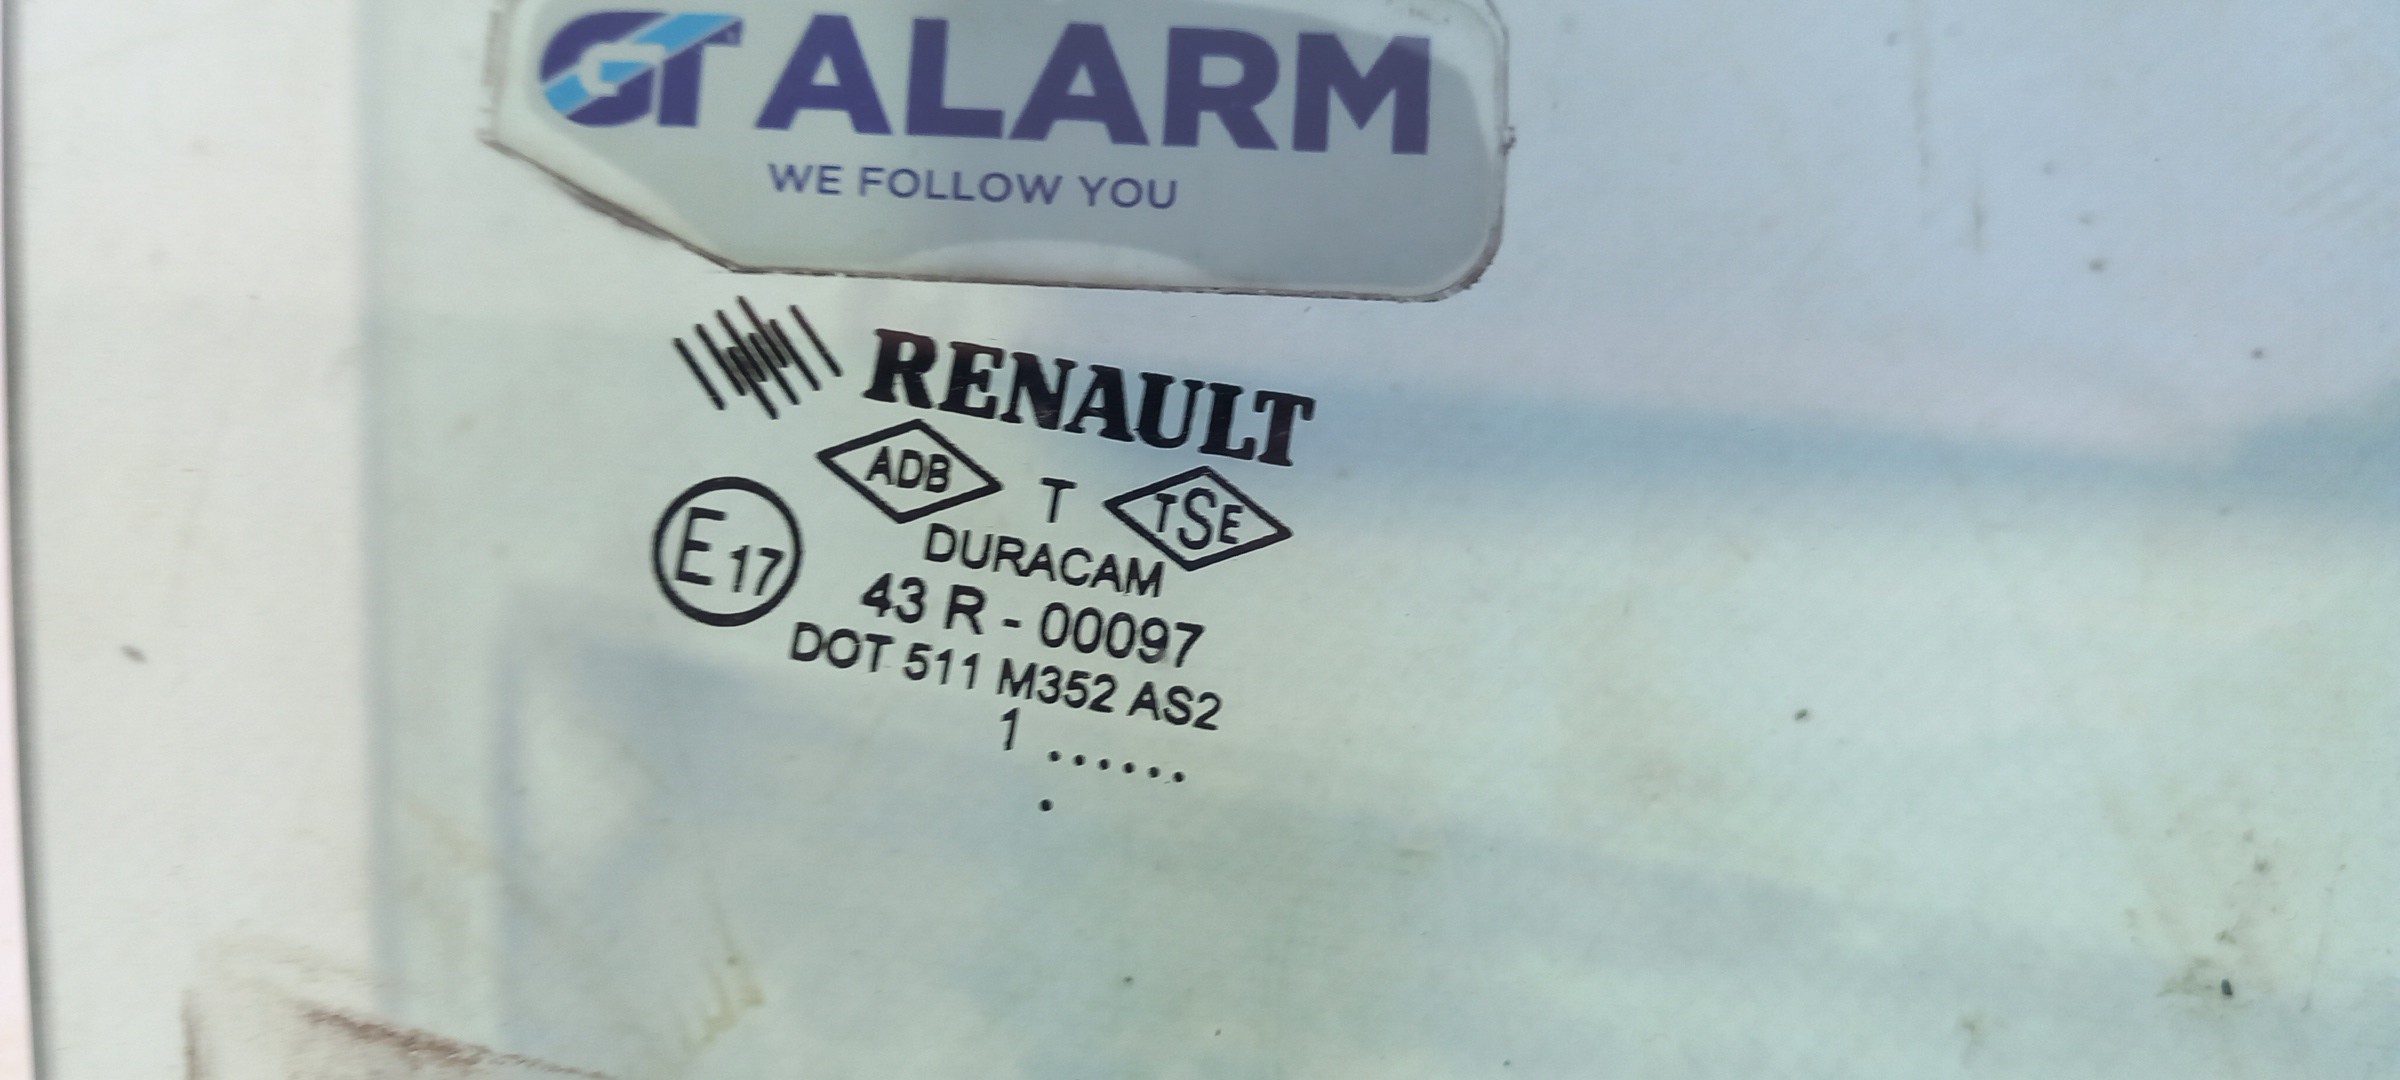 GT ALARM
WE FOLLOW YOU
RENAULT
ADB T TSE
DURACAM
E17 43 R - 00097
DOT 511 M352 AS2
1 ......
.